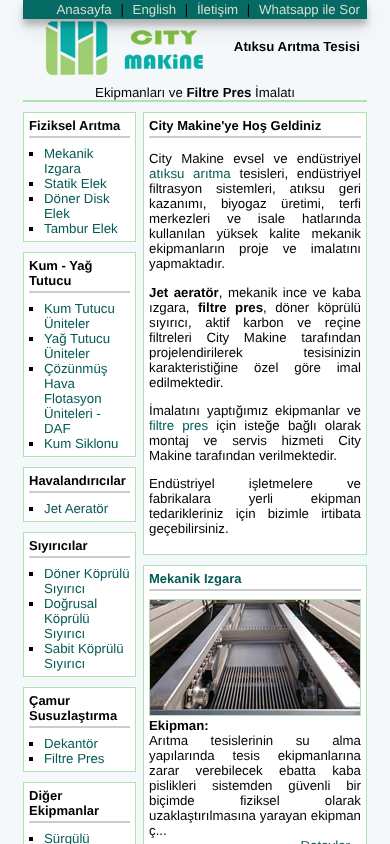 Anasayfa | English | İletişim | Whatsapp ile Sor
CITY
MAKiNE
Atıksu Arıtma Tesisi
Ekipmanları ve Filtre Pres İmalatı
Fiziksel Arıtma
Mekanik
Izgara
Statik Elek
Döner Disk
Elek
Tambur Elek
Kum - Yağ
Tutucu
Kum Tutucu
Üniteler
Yağ Tutucu
Üniteler
Çözünmüş
Hava
Flotasyon
Üniteleri -
DAF
Kum Siklonu
Havalandırıcılar
Jet Aeratör
Sıyırıcılar
Döner Köprülü
Sıyırıcı
Doğrusal
Köprülü
Sıyırıcı
Sabit Köprülü
Sıyırıcı
Çamur
Susuzlaştırma
Dekantör
Filtre Pres
Diğer
Ekipmanlar
Sürgülü
City Makine'ye Hoş Geldiniz
City Makine evsel ve endüstriyel
atıksu arıtma tesisleri, endüstriyel
filtrasyon sistemleri, atıksu geri
kazanımı, biyogaz üretimi, terfi
merkezleri ve isale hatlarında
kullanılan yüksek kalite mekanik
ekipmanların proje ve imalatını
yapmaktadır.
Jet aeratör, mekanik ince ve kaba
ızgara, filtre pres, döner köprülü
sıyırıcı, aktif karbon ve reçine
filtreleri City Makine tarafından
projelendirilerek tesisinizin
karakteristiğine özel göre imal
edilmektedir.
İmalatını yaptığımız ekipmanlar ve
filtre pres için isteğe bağlı olarak
montaj ve servis hizmeti City
Makine tarafından verilmektedir.
Endüstriyel işletmelere ve
fabrikalara yerli ekipman
tedarikleriniz için bizimle irtibata
geçebilirsiniz.
Mekanik Izgara
Ekipman:
Arıtma tesislerinin su alma
yapılarında tesis ekipmanlarına
zarar verebilecek ebatta kaba
pislikleri sistemden güvenli bir
biçimde fiziksel olarak
uzaklaştırılmasına yarayan ekipman
ç...